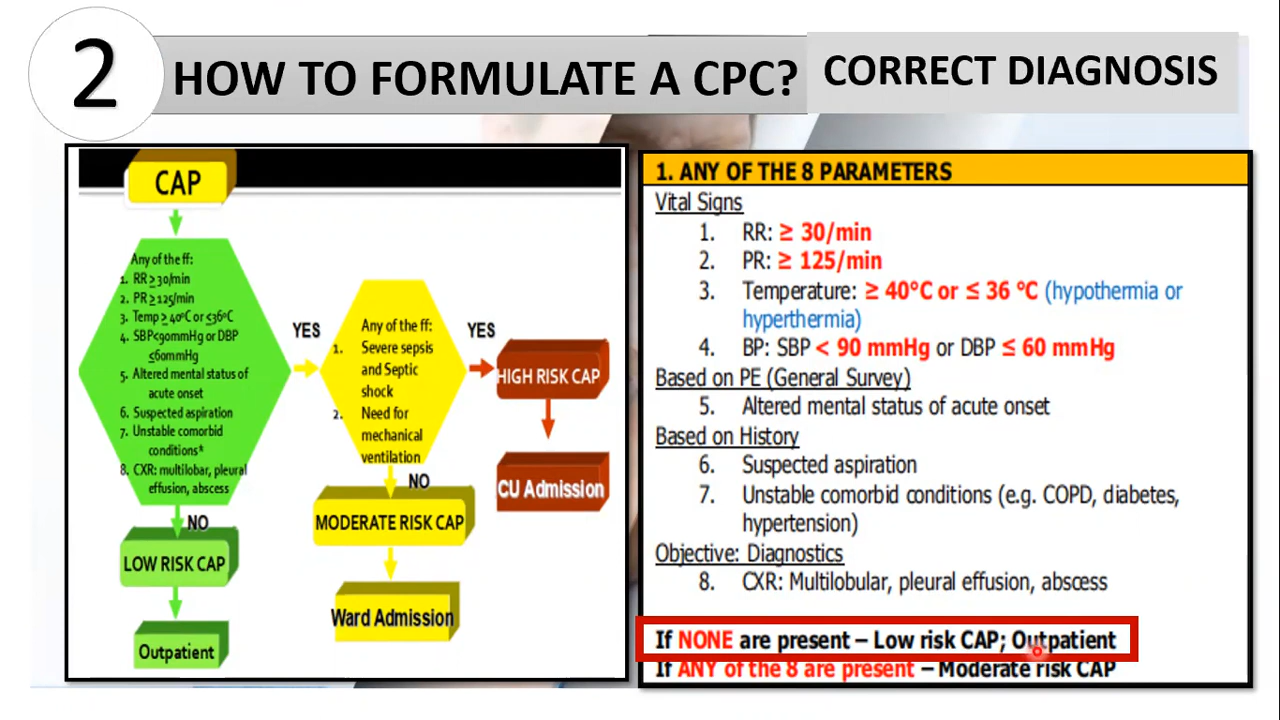 2
HOW TO FORMULATE A CPC?
CORRECT DIAGNOSIS
CAP
Any of the ff:
1. RR ≥ 30/min
2. PR ≥ 125/min
3. Temp ≥ 40ºC or ≤36ºC
4. SBP<90mmHg or DBP
≤60mmHg
5. Altered mental status of
acute onset
6. Suspected aspiration
7. Unstable comorbid
conditions*
8. CXR: multilobar, pleural
effusion, abscess
NO
LOW RISK CAP
Outpatient
YES
Any of the ff:
1. Severe sepsis
and Septic
shock
2. Need for
mechanical
ventilation
NO
MODERATE RISK CAP
Ward Admission
YES
HIGH RISK CAP
CU Admission
1. ANY OF THE 8 PARAMETERS
Vital Signs
1. RR: ≥ 30/min
2. PR: ≥ 125/min
3. Temperature: ≥ 40°C or ≤ 36 °C (hypothermia or
hyperthermia)
4. BP: SBP < 90 mmHg or DBP ≤ 60 mmHg
Based on PE (General Survey)
5. Altered mental status of acute onset
Based on History
6. Suspected aspiration
7. Unstable comorbid conditions (e.g. COPD, diabetes,
hypertension)
Objective: Diagnostics
8. CXR: Multilobular, pleural effusion, abscess
If NONE are present – Low risk CAP; Outpatient
If ANY of the 8 are present – Moderate risk CAP